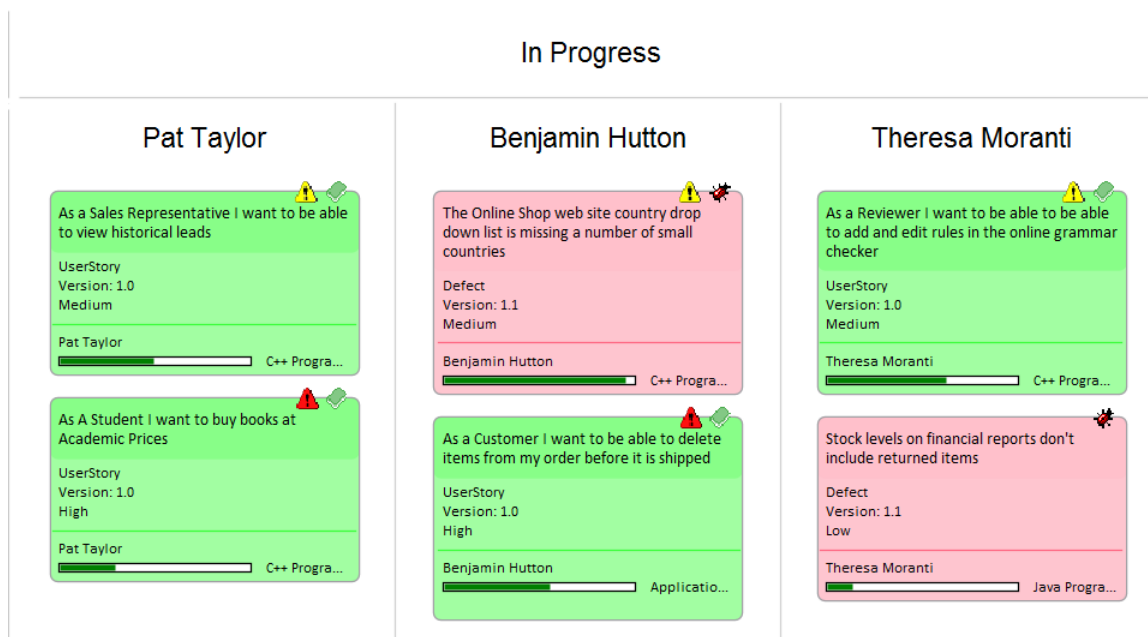 In Progress
Pat Taylor
As a Sales Representative I want to be able
to view historical leads
UserStory
Version: 1.0
Medium
Pat Taylor
C++ Progra...
As A Student I want to buy books at
Academic Prices
UserStory
Version: 1.0
High
Pat Taylor
C++ Progra...
Benjamin Hutton
The Online Shop web site country drop
down list is missing a number of small
countries
Defect
Version: 1.1
Medium
Benjamin Hutton
C++ Progra...
As a Customer I want to be able to delete
items from my order before it is shipped
UserStory
Version: 1.0
High
Benjamin Hutton
Applicatio...
Theresa Moranti
As a Reviewer I want to be able to be able
to add and edit rules in the online grammar
checker
UserStory
Version: 1.0
Medium
Theresa Moranti
C++ Progra...
Stock levels on financial reports don't
include returned items
Defect
Version: 1.1
Low
Theresa Moranti
Java Progra...